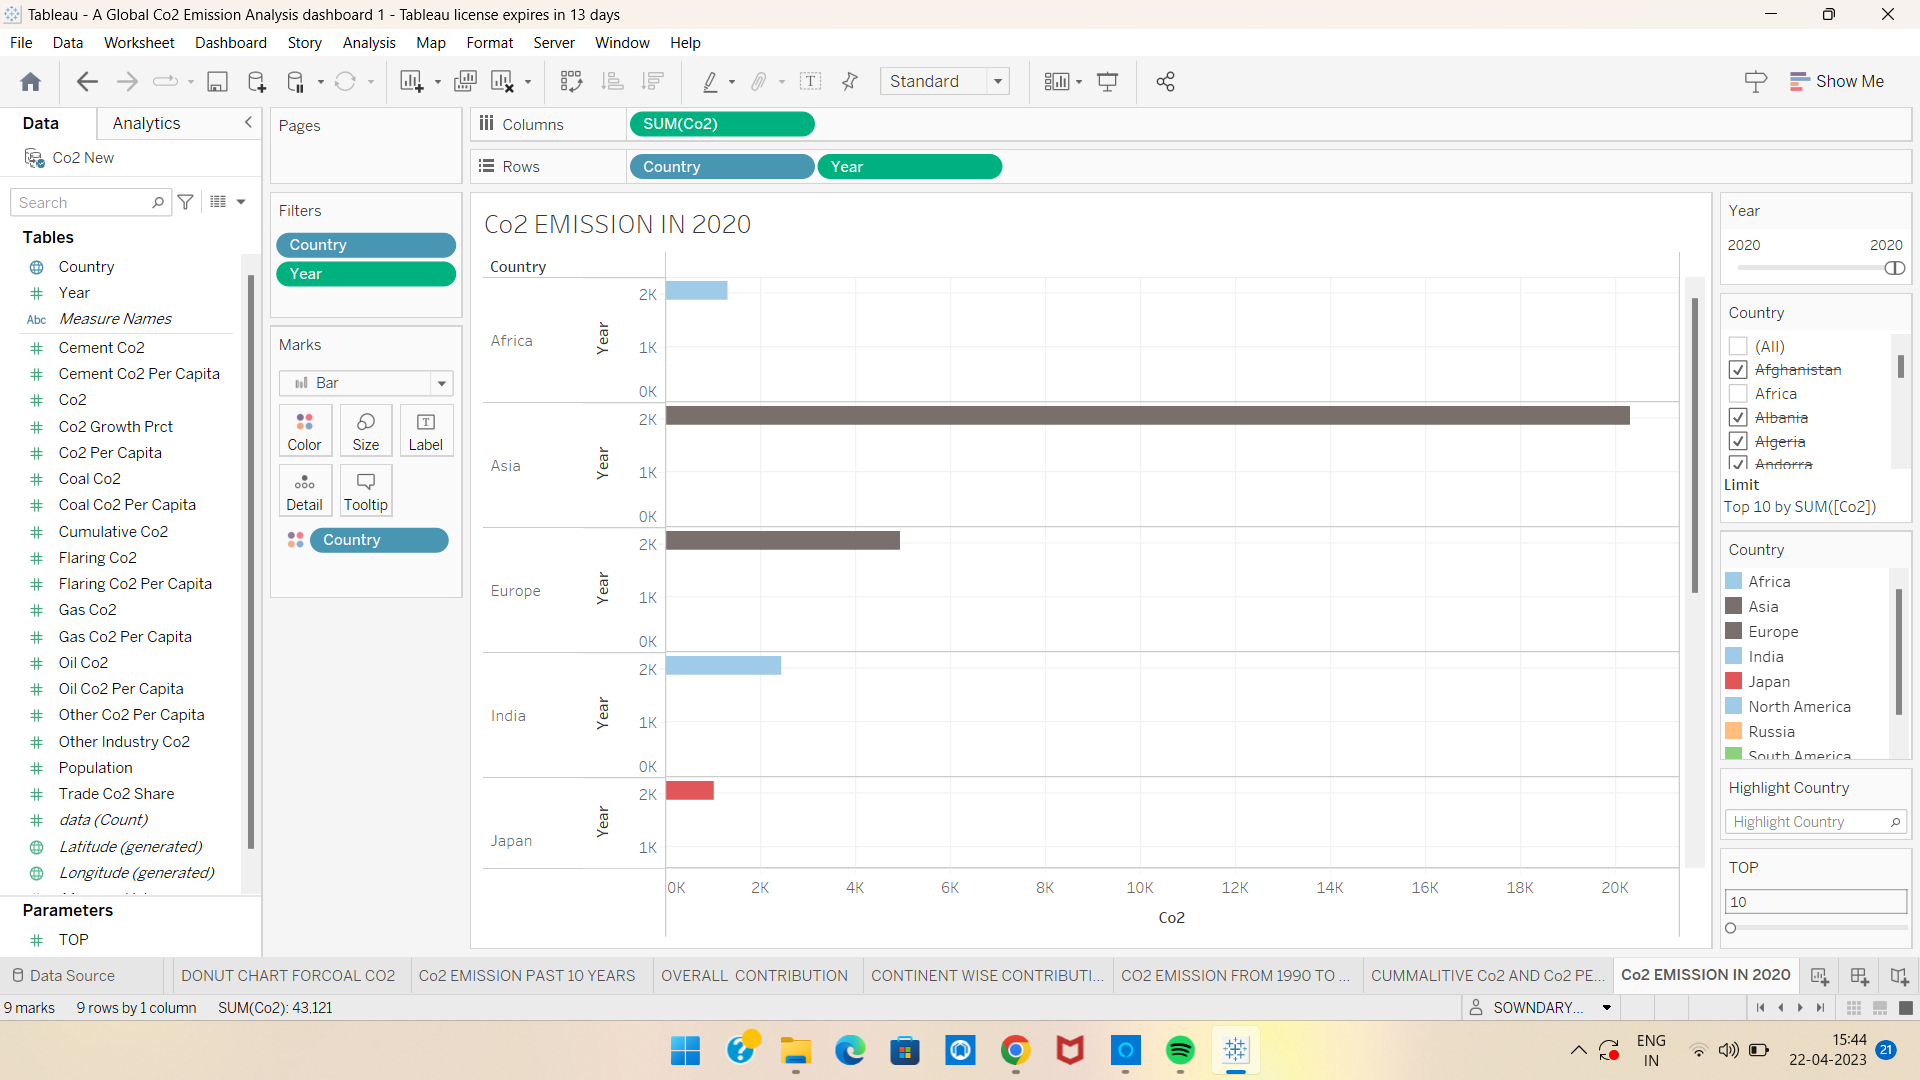 Tableau - A Global Co2 Emission Analysis dashboard 1 - Tableau license expires in 13 days
File Data Worksheet Dashboard Story Analysis Map Format Server Window Help
Standard
Show Me
Data Analytics
Co2 New
Search
Tables
Country
Year
Abc Measure Names
Cement Co2
Cement Co2 Per Capita
Co2
Co2 Growth Prct
Co2 Per Capita
Coal Co2
Coal Co2 Per Capita
Cumulative Co2
Flaring Co2
Flaring Co2 Per Capita
Gas Co2
Gas Co2 Per Capita
Oil Co2
Oil Co2 Per Capita
Other Co2 Per Capita
Other Industry Co2
Population
Trade Co2 Share
data (Count)
Latitude (generated)
Longitude (generated)
Parameters
TOP
Pages
Filters
Country
Year
Marks
Bar
Color Size Label
Detail Tooltip
Country
Columns SUM(Co2)
Rows Country Year
Co2 EMISSION IN 2020
Country
Africa Year 2K 1K 0K
Asia Year 2K 1K 0K
Europe Year 2K 1K 0K
India Year 2K 1K 0K
Japan Year 2K 1K
0K 2K 4K 6K 8K 10K 12K 14K 16K 18K 20K
Co2
Year
2020 2020
Country
(All)
Afghanistan
Africa
Albania
Algeria
Andorra
Limit
Top 10 by SUM([Co2])
Country
Africa
Asia
Europe
India
Japan
North America
Russia
South America
Highlight Country
Highlight Country
TOP
10
Data Source DONUT CHART FORCOAL CO2 Co2 EMISSION PAST 10 YEARS OVERALL CONTRIBUTION CONTINENT WISE CONTRIBUTI... CO2 EMISSION FROM 1990 TO ... CUMMALITIVE Co2 AND Co2 PE... Co2 EMISSION IN 2020
9 marks 9 rows by 1 column SUM(Co2): 43,121
SOWNDARY...
ENG
IN
15:44
22-04-2023
21